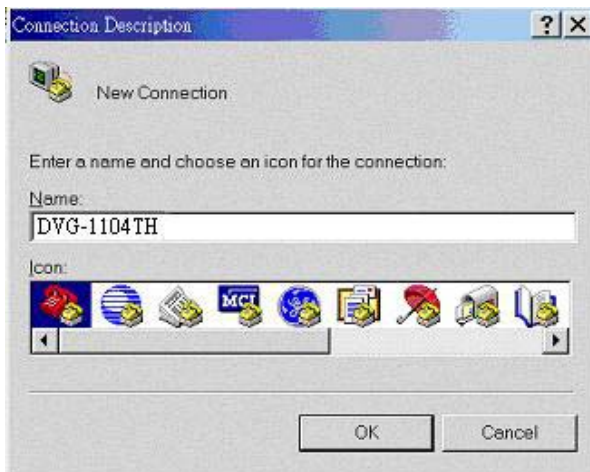 Connection Description
New Connection
Enter a name and choose an icon for the connection:
Name:
DVG-1104TH
Icon:
MCI
OK Cancel